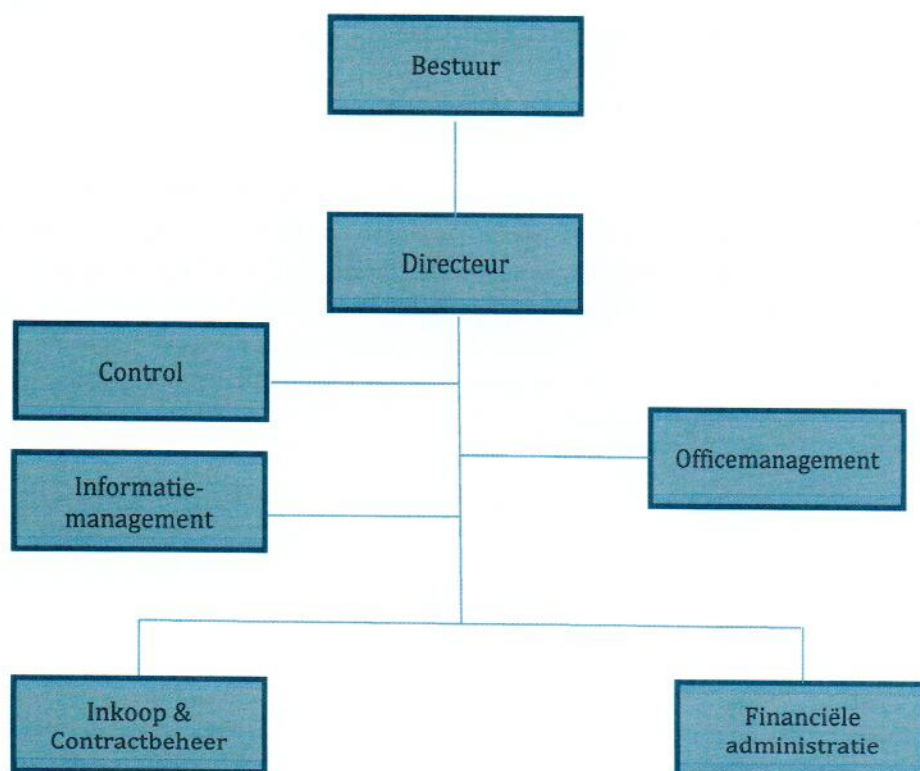 Bestuur
Directeur
Control
Officemanagement
Informatie-
management
Inkoop &
Contractbeheer
Financiële
administratie